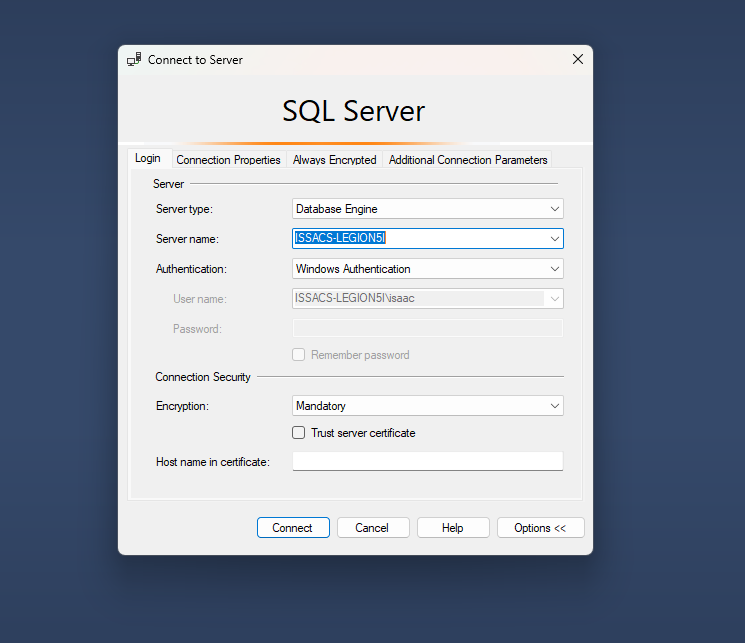 Connect to Server
SQL Server
Login Connection Properties Always Encrypted Additional Connection Parameters
Server
Server type: Database Engine
Server name: ISSACS-LEGION5I
Authentication: Windows Authentication
User name: ISSACS-LEGION5I\isaac
Password:
Remember password
Connection Security
Encryption: Mandatory
Trust server certificate
Host name in certificate:
Connect Cancel Help Options <<